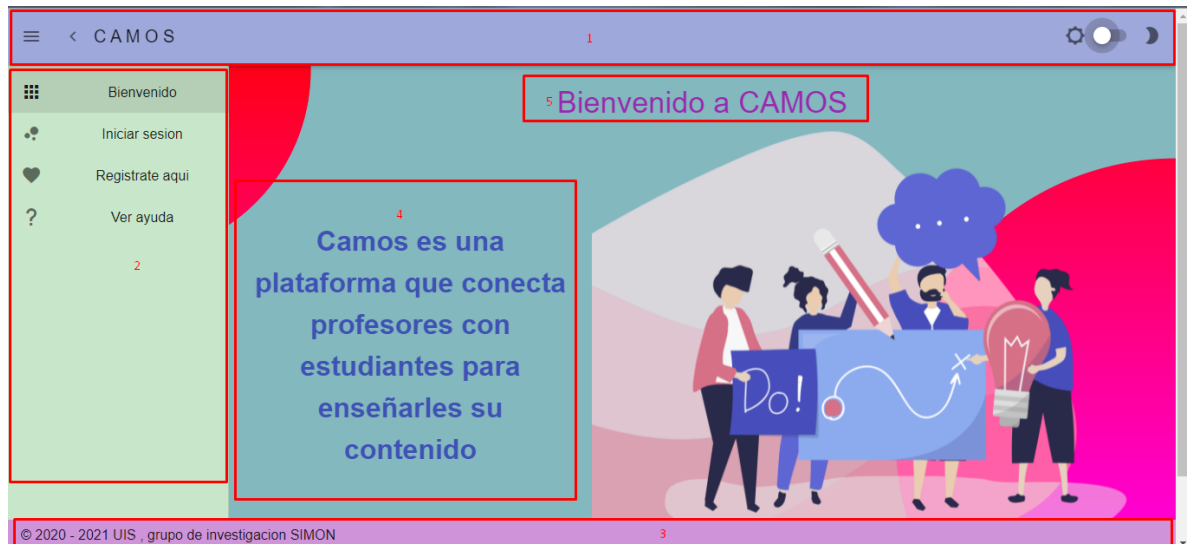 CAMOS
1
Bienvenido
Iniciar sesion
Registrate aqui
Ver ayuda
2
5 Bienvenido a CAMOS
4
Camos es una
plataforma que conecta
profesores con
estudiantes para
enseñarles su
contenido
Do!
x
© 2020 - 2021 UIS , grupo de investigacion SIMON
3